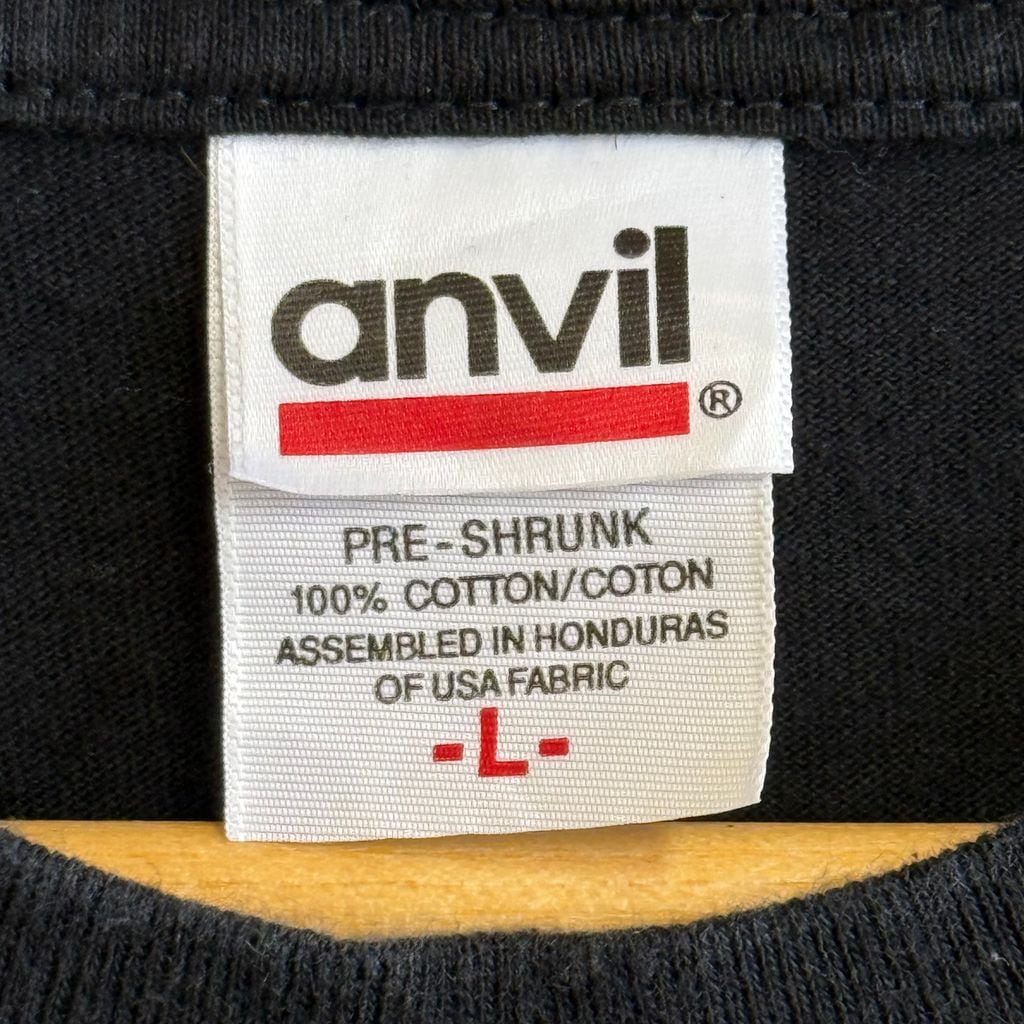 anvil
®
PRE-SHRUNK
100% COTTON/COTON
ASSEMBLED IN HONDURAS
OF USA FABRIC
-L-